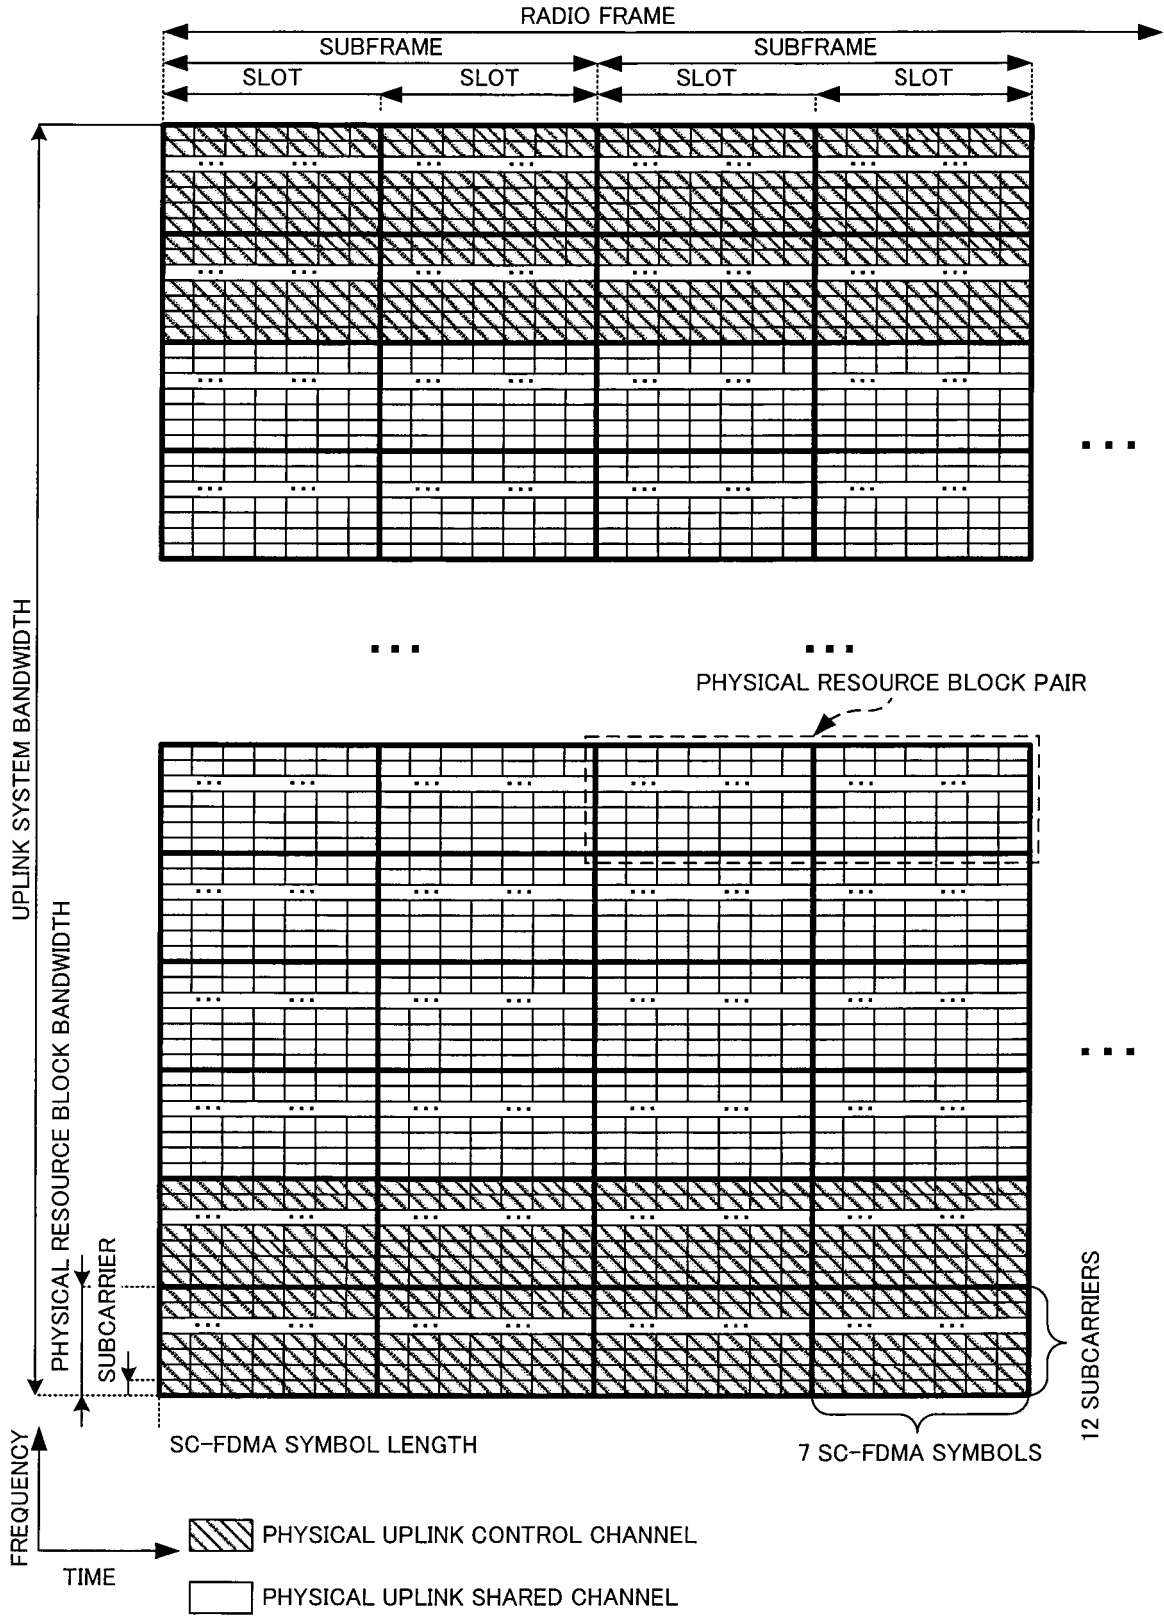 RADIO FRAME
SUBFRAME SUBFRAME
SLOT SLOT SLOT SLOT
UPLINK SYSTEM BANDWIDTH
PHYSICAL RESOURCE BLOCK PAIR
PHYSICAL RESOURCE BLOCK BANDWIDTH
SUBCARRIER
12 SUBCARRIERS
SC-FDMA SYMBOL LENGTH
7 SC-FDMA SYMBOLS
FREQUENCY
TIME
PHYSICAL UPLINK CONTROL CHANNEL
PHYSICAL UPLINK SHARED CHANNEL